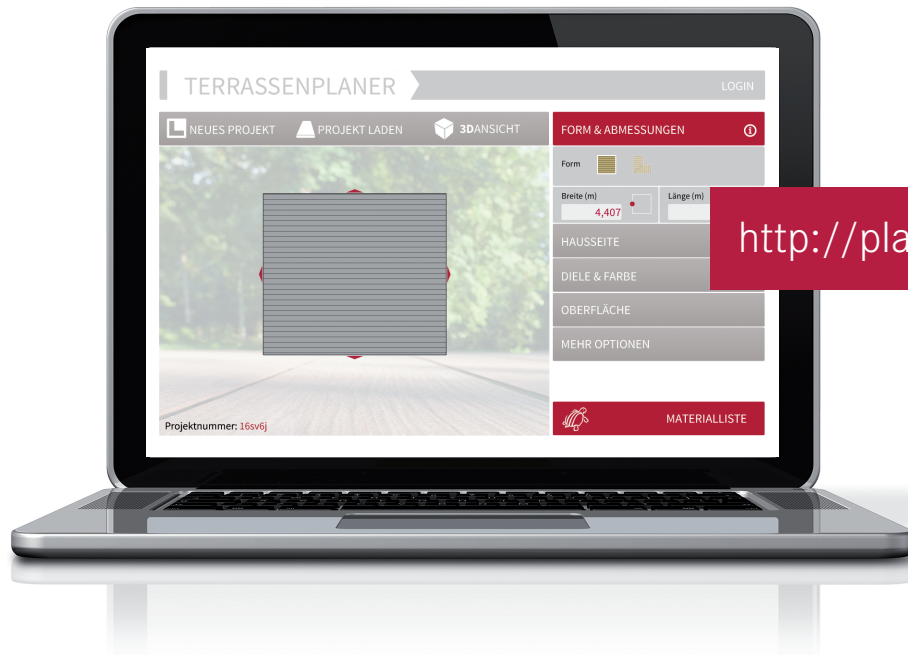 TERRASSENPLANER
LOGIN
NEUES PROJEKT
PROJEKT LADEN
3DANSICHT
FORM & ABMESSUNGEN
Form
Breite (m)
Länge (m)
4,407
http://pla
HAUSSEITE
DIELE & FARBE
OBERFLÄCHE
MEHR OPTIONEN
Projektnummer: 16sv6j
MATERIALLISTE